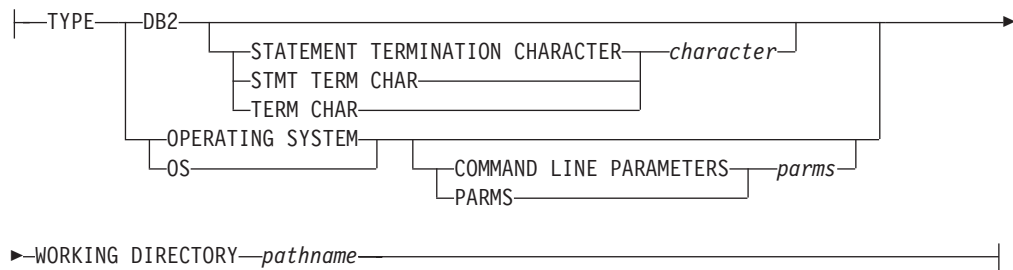 TYPE DB2
STATEMENT TERMINATION CHARACTER character
STMT TERM CHAR
TERM CHAR
OPERATING SYSTEM
OS
COMMAND LINE PARAMETERS parms
PARMS
WORKING DIRECTORY pathname